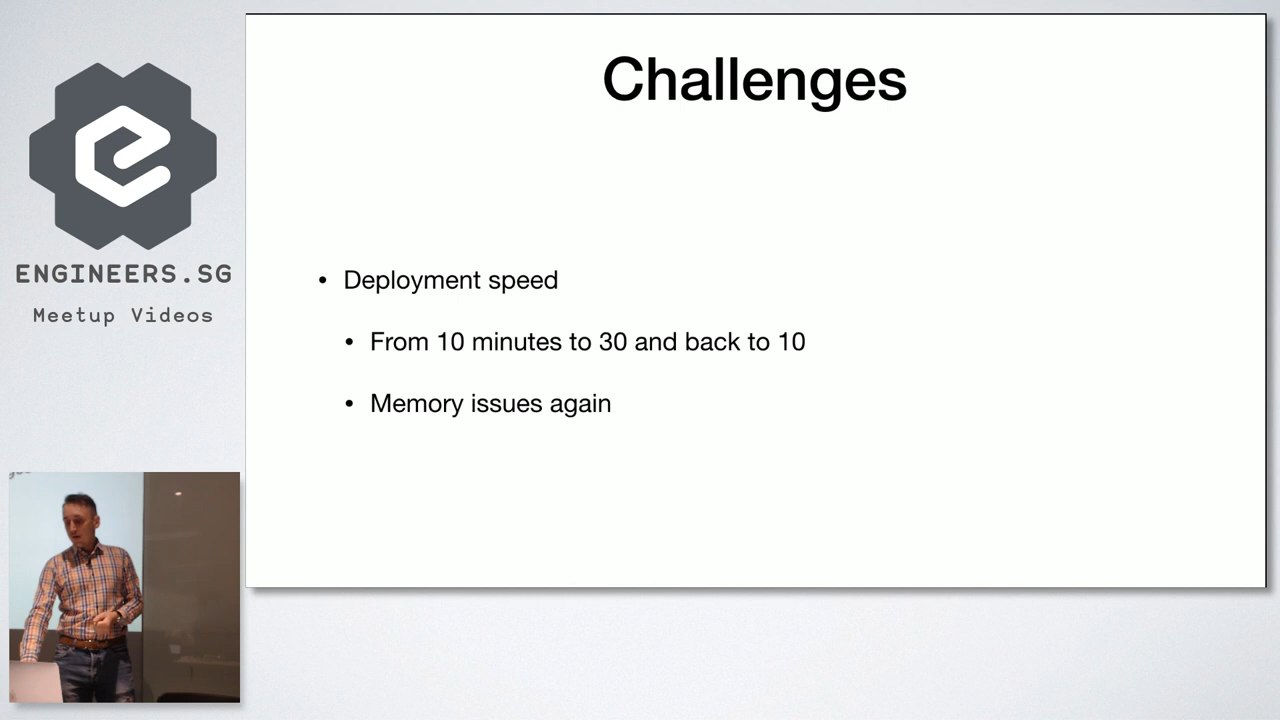 Challenges
ENGINEERS.SG
Meetup Videos
• Deployment speed
• From 10 minutes to 30 and back to 10
• Memory issues again